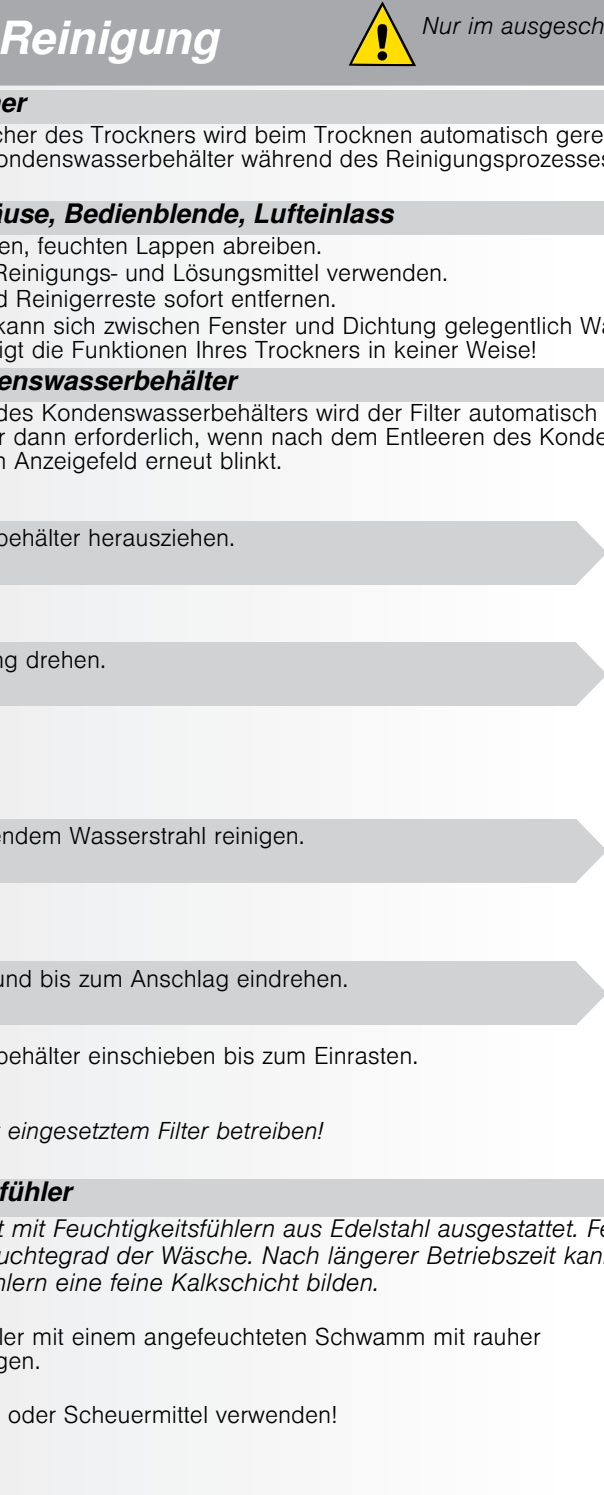 Reinigung
Nur im ausgesch
er
cher des Trockners wird beim Trocknen automatisch gere
ondenswasserbehälter während des Reinigungsprozesses
äuse, Bedienblende, Lufteinlass
en, feuchten Lappen abreiben.
Reinigungs- und Lösungsmittel verwenden.
d Reinigerreste sofort entfernen.
kann sich zwischen Fenster und Dichtung gelegentlich Wa
igt die Funktionen Ihres Trockners in keiner Weise!
enswasserbehälter
des Kondenswasserbehälters wird der Filter automatisch
r dann erforderlich, wenn nach dem Entleeren des Konde
n Anzeigefeld erneut blinkt.
behälter herausziehen.
ng drehen.
endem Wasserstrahl reinigen.
und bis zum Anschlag eindrehen.
behälter einschieben bis zum Einrasten.
eingesetztem Filter betreiben!
fühler
t mit Feuchtigkeitsfühlern aus Edelstahl ausgestattet. Fe
uchtegrad der Wäsche. Nach längerer Betriebszeit kan
hlern eine feine Kalkschicht bilden.
ler mit einem angefeuchteten Schwamm mit rauher
gen.
oder Scheuermittel verwenden!